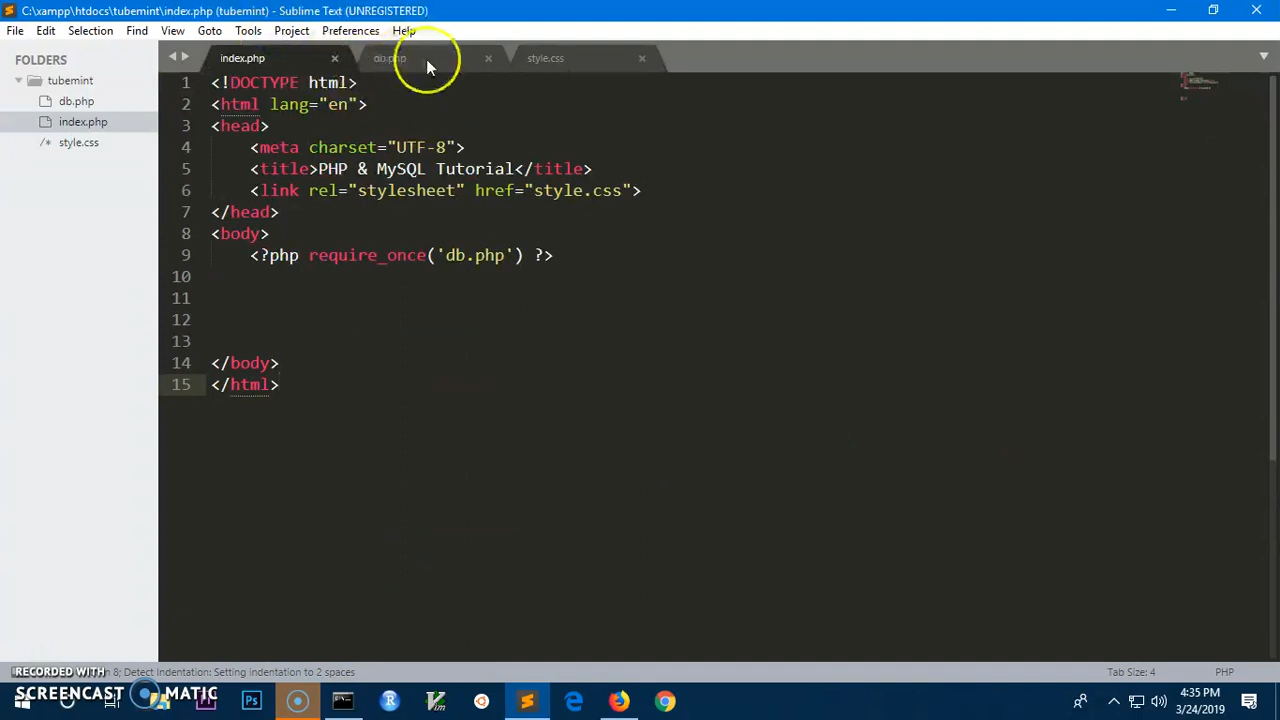 C:\xampp\htdocs\tubemint\index.php (tubemint) - Sublime Text (UNREGISTERED)
File Edit Selection Find View Goto Tools Project Preferences Help
FOLDERS
tubemint
db.php
index.php
/* style.css
index.php × db.php × style.css ×
1 <!DOCTYPE html>
2 <html lang="en">
3 <head>
4 <meta charset="UTF-8">
5 <title>PHP & MySQL Tutorial</title>
6 <link rel="stylesheet" href="style.css">
7 </head>
8 <body>
9 <?php require_once('db.php') ?>
10
11
12
13
14 </body>
15 </html>
8; Detect Indentation: Setting indentation to 2 spaces
Tab Size: 4 PHP
RECORDED WITH
SCREENCAST MATIC
Ps
R
4:35 PM
3/24/2019